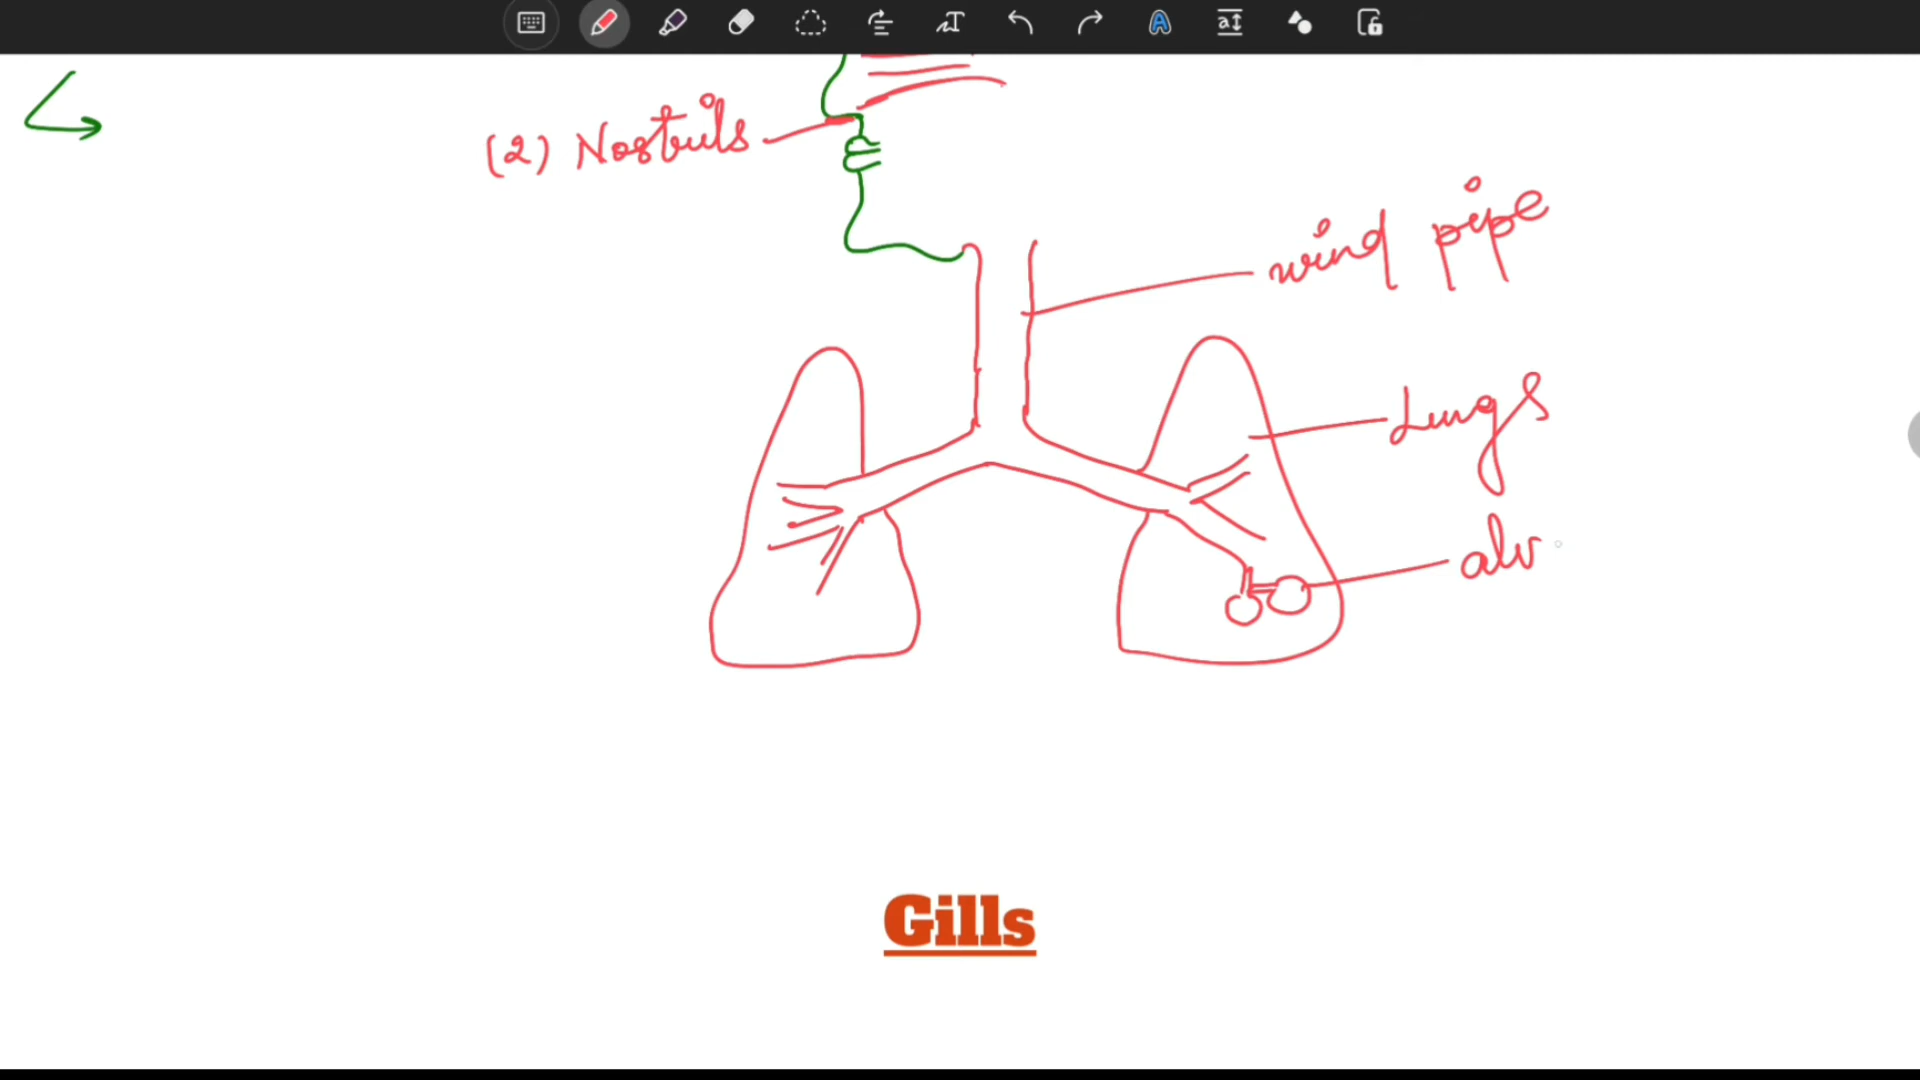 (2) Nostrils
wind pipe
Lungs
alv
Gills